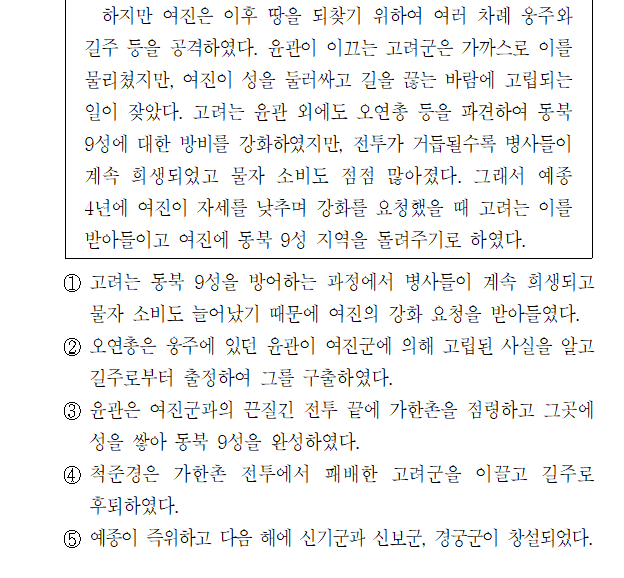 하지만 여진은 이후 땅을 되찾기 위하여 여러 차례 웅주와
길주 등을 공격하였다. 윤관이 이끄는 고려군은 가까스로 이를
물리쳤지만, 여진이 성을 둘러싸고 길을 끊는 바람에 고립되는
일이 잦았다. 고려는 윤관 외에도 오연총 등을 파견하여 동북
9성에 대한 방비를 강화하였지만, 전투가 거듭될수록 병사들이
계속 희생되었고 물자 소비도 점점 많아졌다. 그래서 예종
4년에 여진이 자세를 낮추며 강화를 요청했을 때 고려는 이를
받아들이고 여진에 동북 9성 지역을 돌려주기로 하였다.
① 고려는 동북 9성을 방어하는 과정에서 병사들이 계속 희생되고
물자 소비도 늘어났기 때문에 여진의 강화 요청을 받아들였다.
② 오연총은 웅주에 있던 윤관이 여진군에 의해 고립된 사실을 알고
길주로부터 출정하여 그를 구출하였다.
③ 윤관은 여진군과의 끈질긴 전투 끝에 가한촌을 점령하고 그곳에
성을 쌓아 동북 9성을 완성하였다.
④ 척준경은 가한촌 전투에서 패배한 고려군을 이끌고 길주로
후퇴하였다.
⑤ 예종이 즉위하고 다음 해에 신기군과 신보군, 경궁군이 창설되었다.